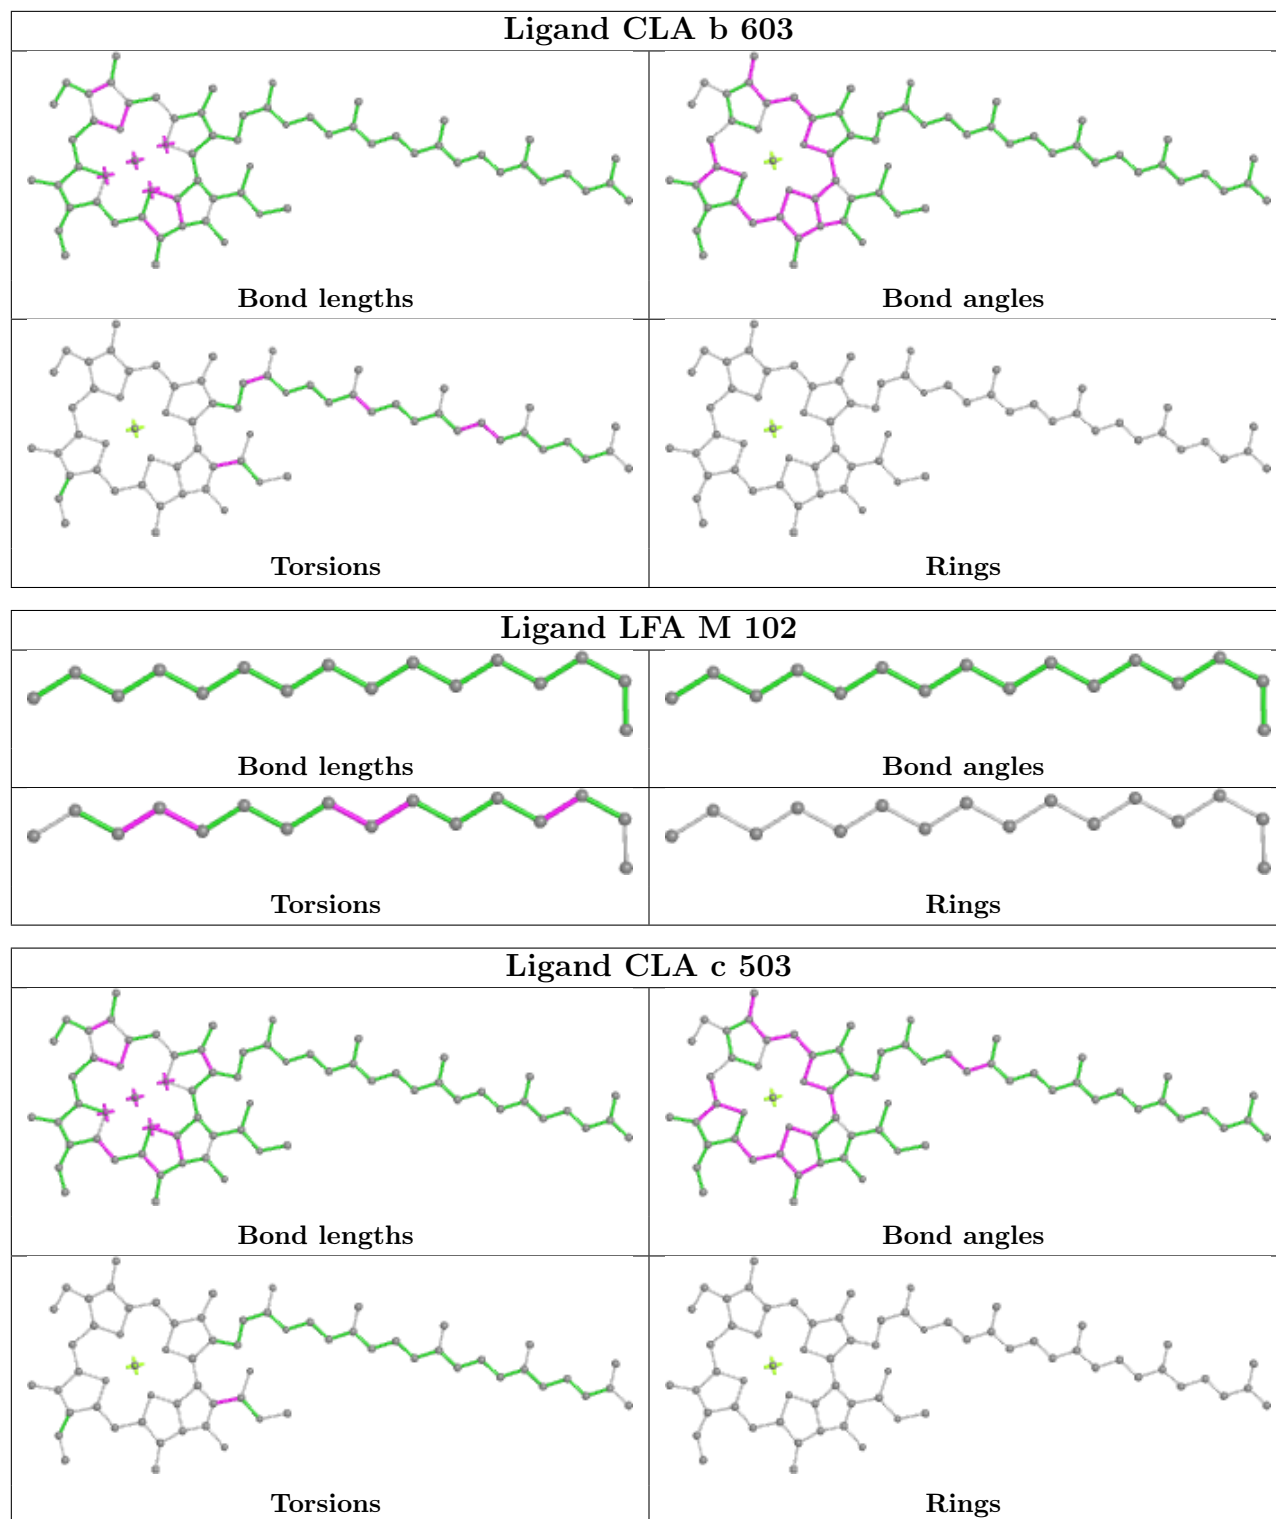 Ligand CLA b 603
Bond lengths
Bond angles
Torsions
Rings
Ligand LFA M 102
Bond lengths
Bond angles
Torsions
Rings
Ligand CLA c 503
Bond lengths
Bond angles
Torsions
Rings